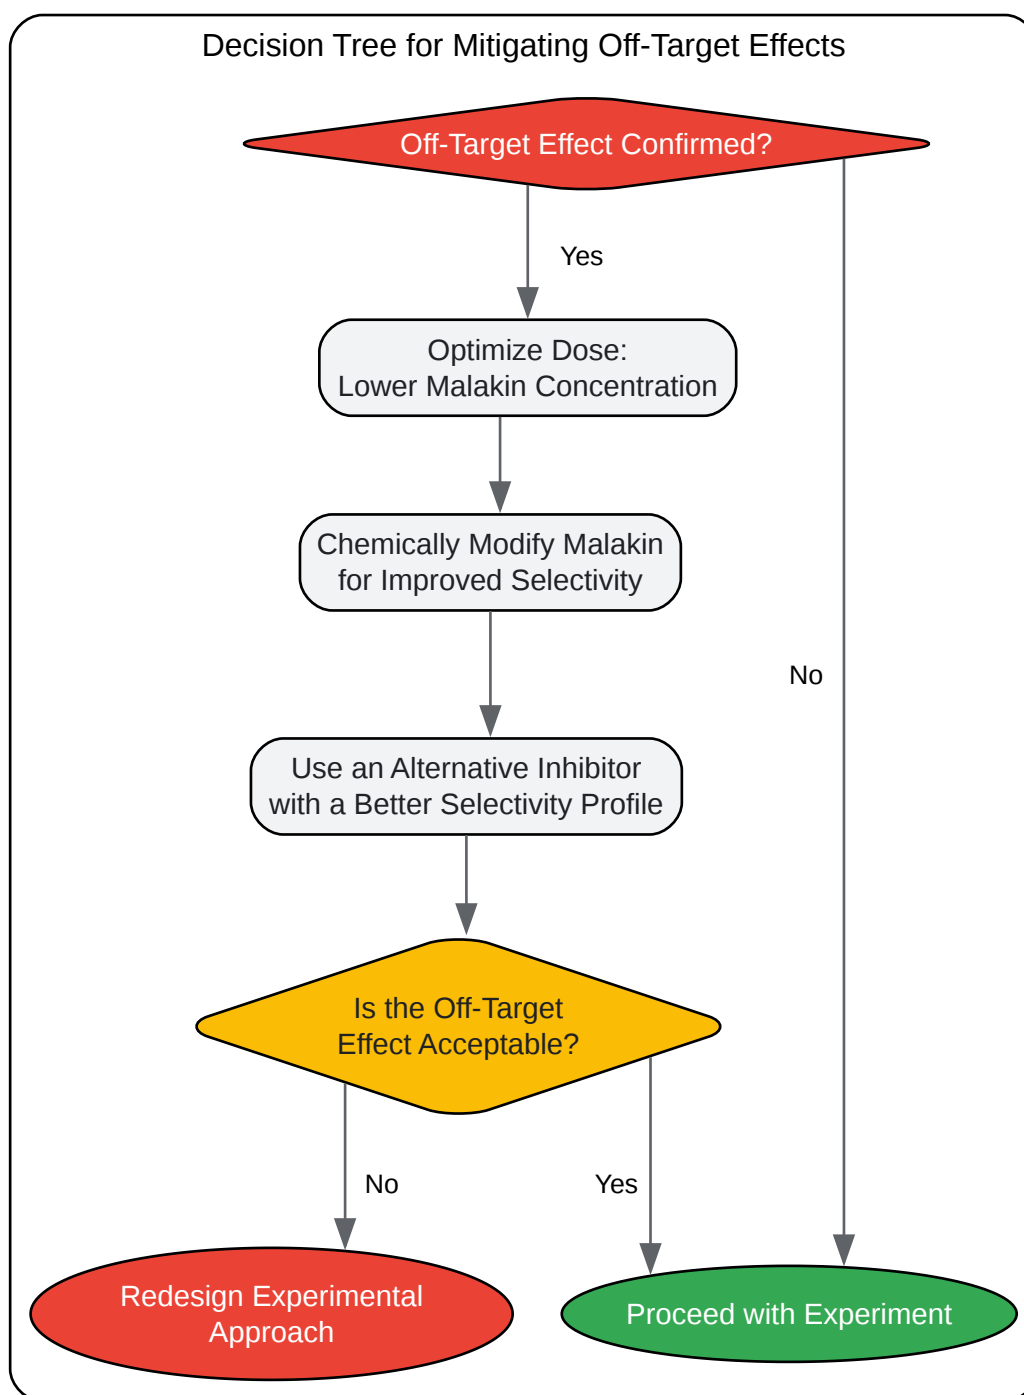 Decision Tree for Mitigating Off-Target Effects
Off-Target Effect Confirmed?
Yes
Optimize Dose:
Lower Malakin Concentration
Chemically Modify Malakin
for Improved Selectivity
No
Use an Alternative Inhibitor
with a Better Selectivity Profile
Is the Off-Target
Effect Acceptable?
No
Yes
Redesign Experimental
Approach
Proceed with Experiment